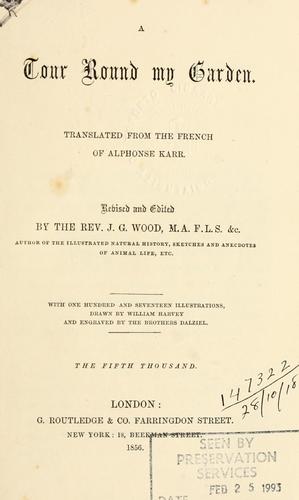 A
Tour Round my Garden.
TRANSLATED FROM THE FRENCH
OF ALPHONSE KARR.
Revised and Edited
BY THE REV. J. G. WOOD, M.A. F.L.S. &c.
AUTHOR OF THE ILLUSTRATED NATURAL HISTORY, SKETCHES AND ANECDOTES
OF ANIMAL LIFE, ETC.
WITH ONE HUNDRED AND SEVENTEEN ILLUSTRATIONS,
DRAWN BY WILLIAM HARVEY
AND ENGRAVED BY THE BROTHERS DALZIEL.
THE FIFTH THOUSAND.
147322
28/10/18
LONDON:
G. ROUTLEDGE & CO. FARRINGDON STREET.
NEW YORK: 18, BEEKMAN STREET.
1856.
SEEN BY
PRESERVATION
SERVICES
FEB 25 1993